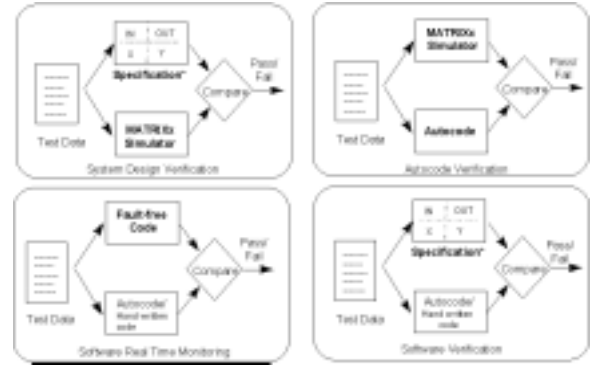 IN OUT
X Y
Specification*
MATRIXx
Simulator
Test Data
Compare
Pass/
Fail
System Design Verification
MATRIXx
Simulator
Autocode
Test Data
Compare
Pass/
Fail
Autocode Verification
Fault-free
Code
Autocode/
Hand written
code
Test Data
Compare
Pass/
Fail
Software Real Time Monitoring
IN OUT
X Y
Specification*
Autocode/
Hand written
code
Test Data
Compare
Pass/
Fail
Software Verification